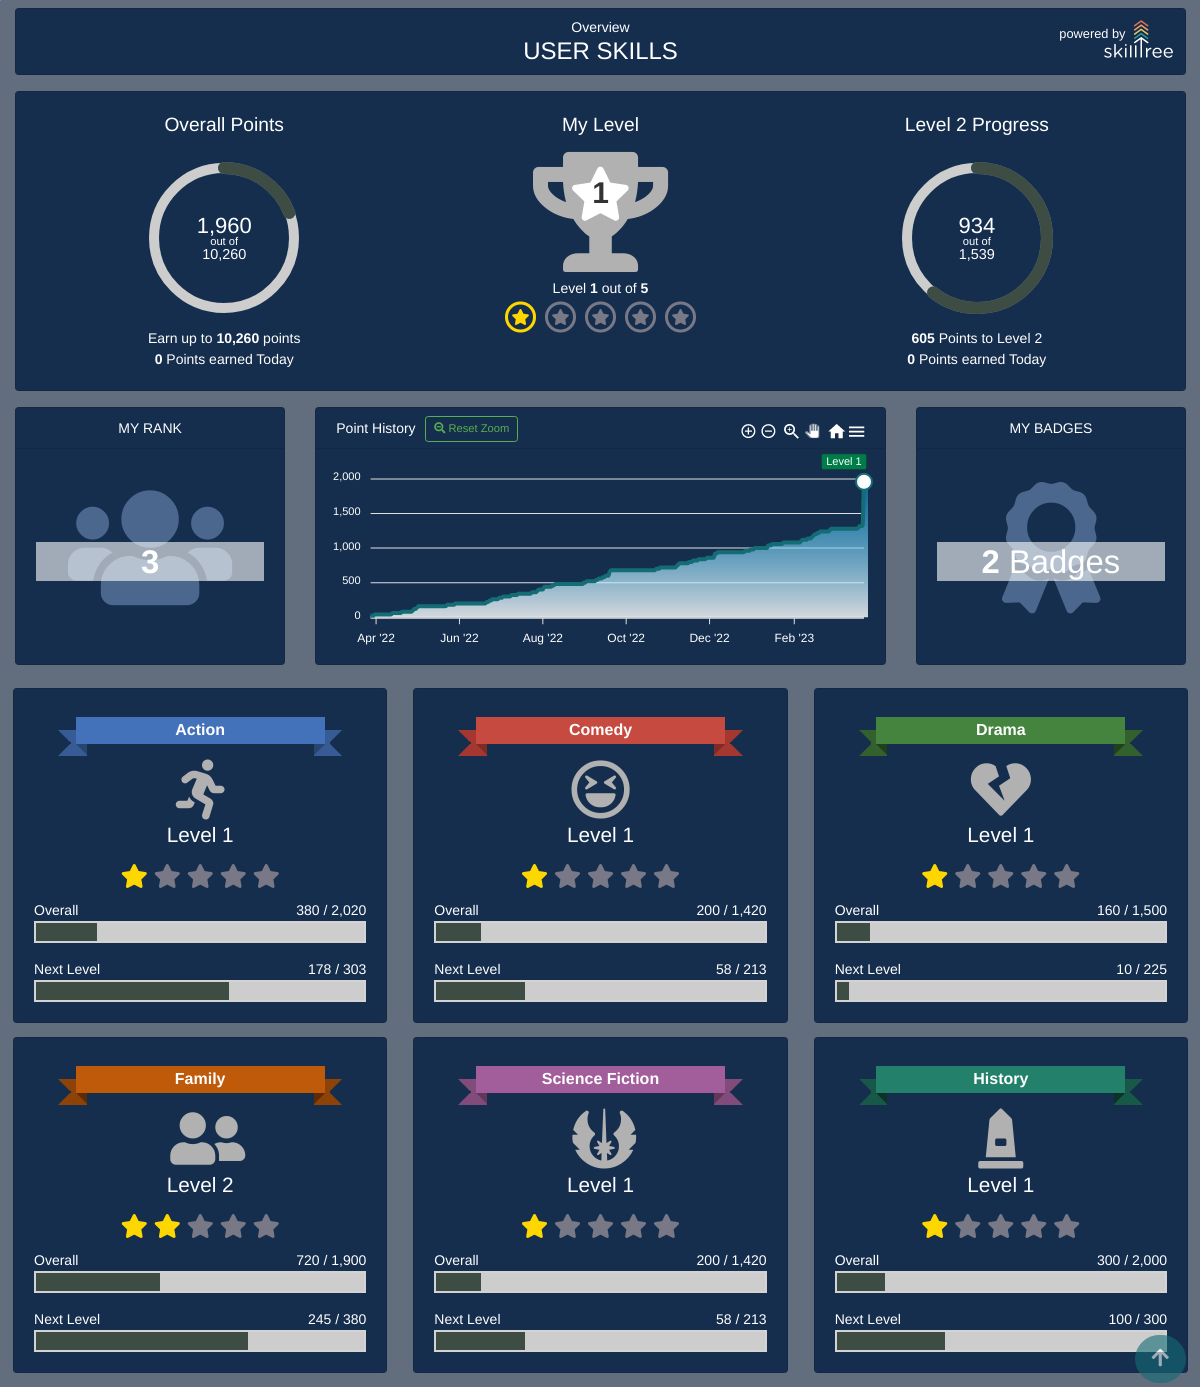 Overview
USER SKILLS
powered by
skilltree
Overall Points
1,960
out of
10,260
Earn up to 10,260 points
0 Points earned Today
My Level
1
Level 1 out of 5
Level 2 Progress
934
out of
1,539
605 Points to Level 2
0 Points earned Today
MY RANK
3
Point History
Reset Zoom
Level 1
2,000
1,500
1,000
500
0
Apr '22
Jun '22
Aug '22
Oct '22
Dec '22
Feb '23
MY BADGES
2 Badges
Action
Level 1
Overall 380 / 2,020
Next Level 178 / 303
Comedy
Level 1
Overall 200 / 1,420
Next Level 58 / 213
Drama
Level 1
Overall 160 / 1,500
Next Level 10 / 225
Family
Level 2
Overall 720 / 1,900
Next Level 245 / 380
Science Fiction
Level 1
Overall 200 / 1,420
Next Level 58 / 213
History
Level 1
Overall 300 / 2,000
Next Level 100 / 300